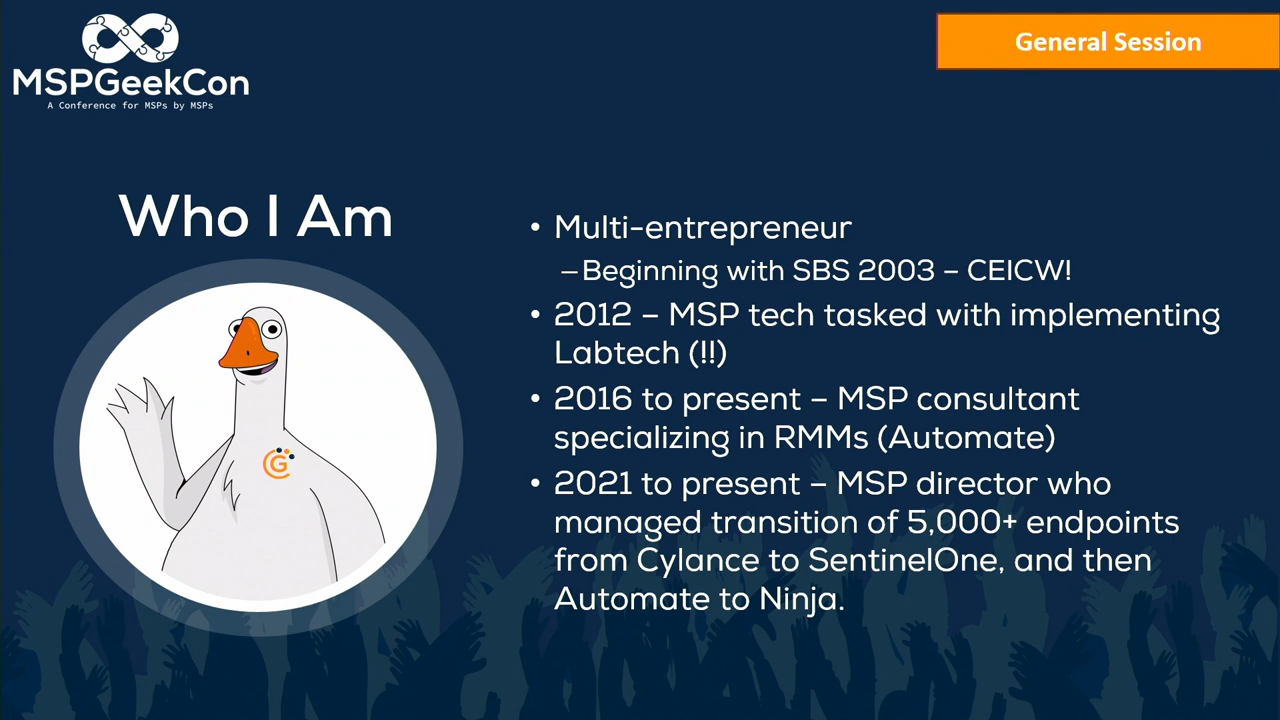 MSPGeekCon
A Conference for MSPs by MSPs
General Session
Who I Am
• Multi-entrepreneur
–Beginning with SBS 2003 – CEICW!
• 2012 – MSP tech tasked with implementing
Labtech (!!)
• 2016 to present – MSP consultant
specializing in RMMs (Automate)
• 2021 to present – MSP director who
managed transition of 5,000+ endpoints
from Cylance to SentinelOne, and then
Automate to Ninja.
G